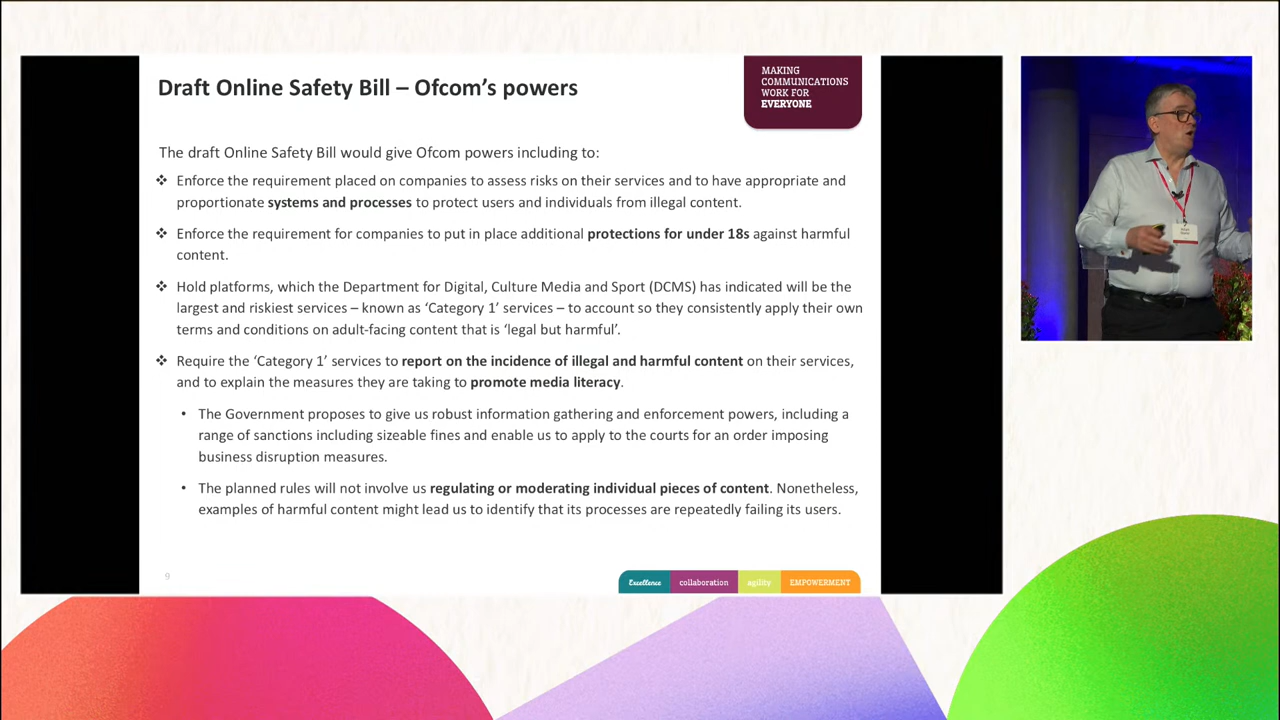 Draft Online Safety Bill – Ofcom's powers
MAKING
COMMUNICATIONS
WORK FOR
EVERYONE
The draft Online Safety Bill would give Ofcom powers including to:
❖ Enforce the requirement placed on companies to assess risks on their services and to have appropriate and
proportionate systems and processes to protect users and individuals from illegal content.
❖ Enforce the requirement for companies to put in place additional protections for under 18s against harmful
content.
❖ Hold platforms, which the Department for Digital, Culture Media and Sport (DCMS) has indicated will be the
largest and riskiest services – known as ‘Category 1’ services – to account so they consistently apply their own
terms and conditions on adult-facing content that is ‘legal but harmful’.
❖ Require the ‘Category 1’ services to report on the incidence of illegal and harmful content on their services,
and to explain the measures they are taking to promote media literacy.
• The Government proposes to give us robust information gathering and enforcement powers, including a
range of sanctions including sizeable fines and enable us to apply to the courts for an order imposing
business disruption measures.
• The planned rules will not involve us regulating or moderating individual pieces of content. Nonetheless,
examples of harmful content might lead us to identify that its processes are repeatedly failing its users.
9
Excellence collaboration agility EMPOWERMENT